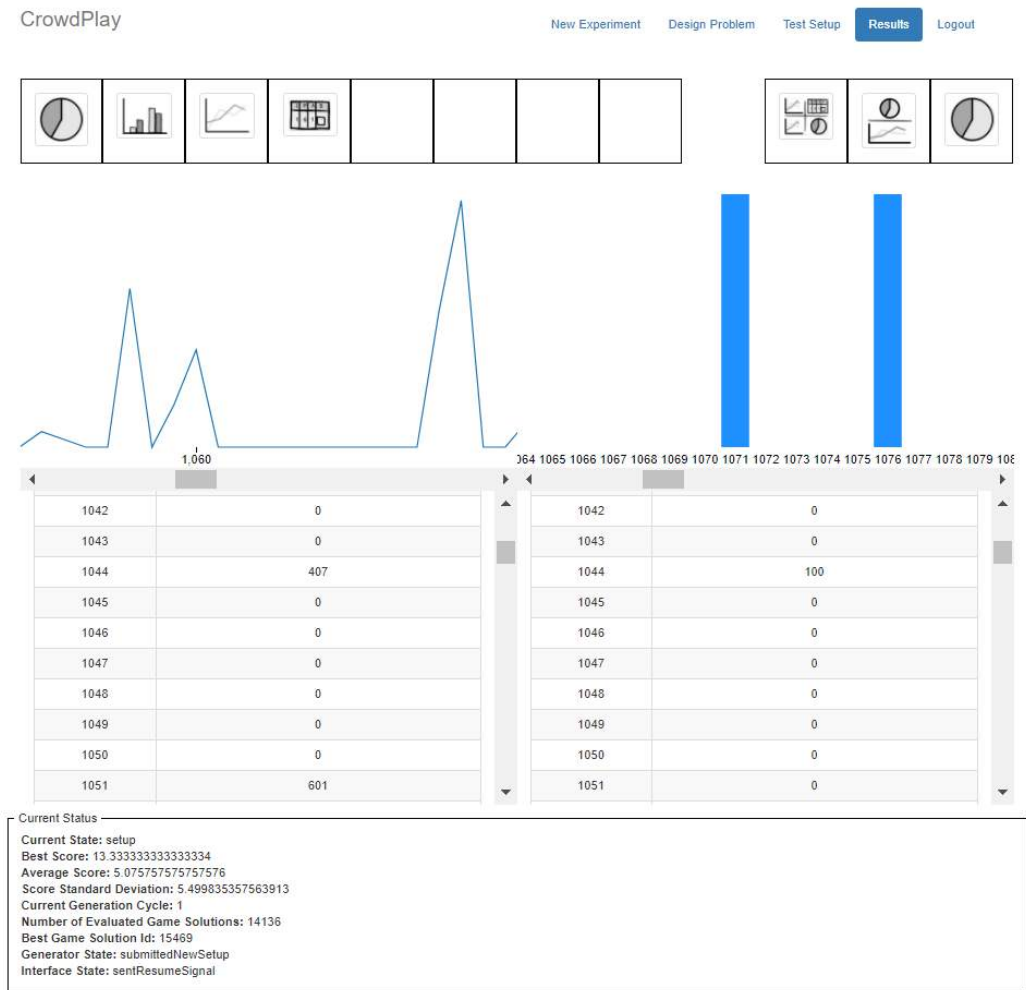 CrowdPlay
New Experiment Design Problem Test Setup Results Logout
1,060
1065 1066 1067 1068 1069 1070 1071 1072 1073 1074 1075 1076 1077 1078 1079
1042 0 1042 0
1043 0 1043 0
1044 407 1044 100
1045 0 1045 0
1046 0 1046 0
1047 0 1047 0
1048 0 1048 0
1049 0 1049 0
1050 0 1050 0
1051 601 1051 0
Current Status
Current State: setup
Best Score: 13.333333333333334
Average Score: 5.075757575757576
Score Standard Deviation: 5.499835357563913
Current Generation Cycle: 1
Number of Evaluated Game Solutions: 14136
Best Game Solution Id: 15469
Generator State: submittedNewSetup
Interface State: sentResumeSignal